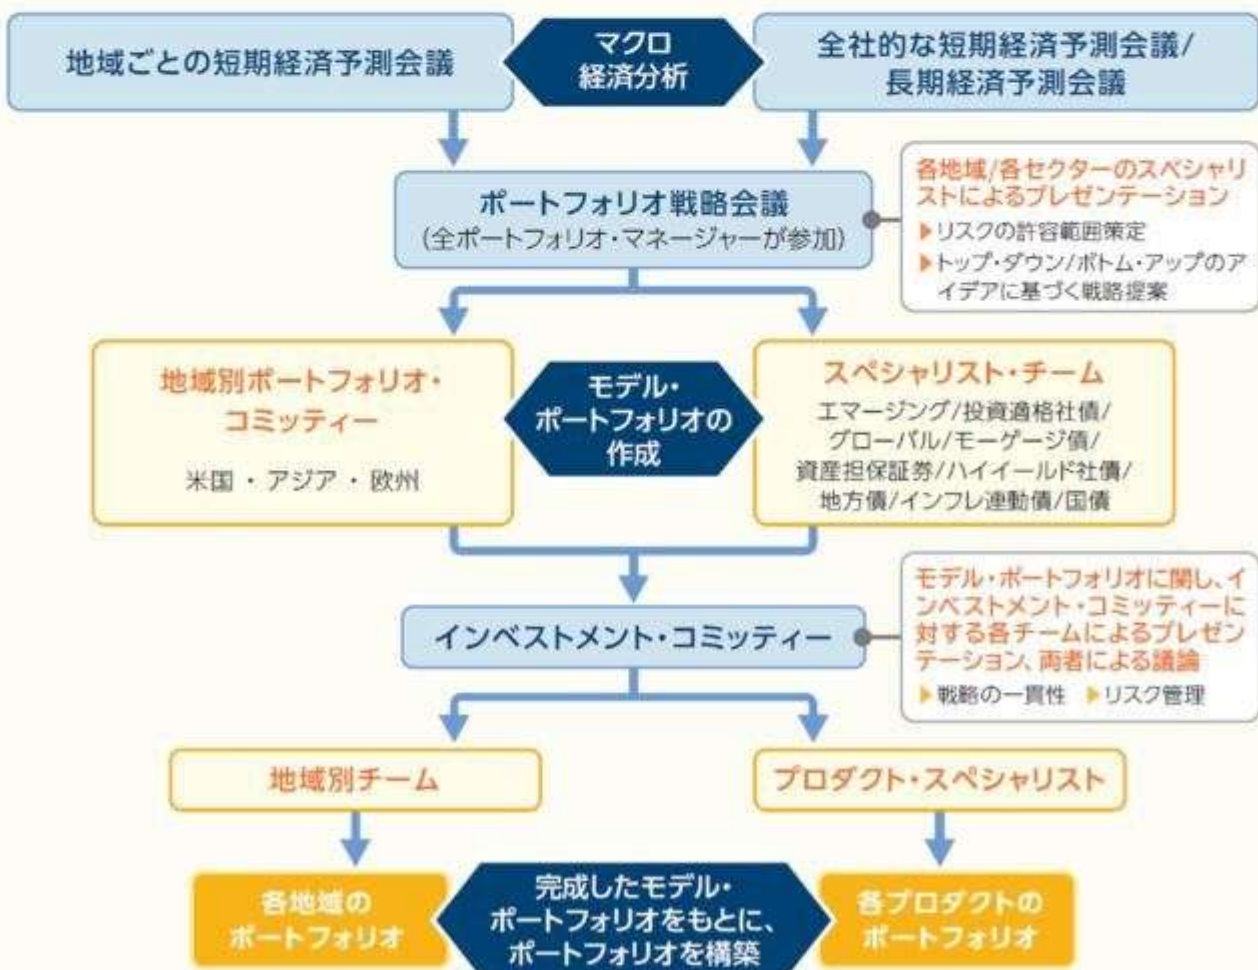 地域ごとの短期経済予測会議
マクロ
経済分析
全社的な短期経済予測会議/
長期経済予測会議
ポートフォリオ戦略会議
(全ポートフォリオ・マネージャーが参加)
各地域/各セクターのスペシャリ
ストによるプレゼンテーション
▶リスクの許容範囲策定
▶トップ・ダウン/ボトム・アップのア
イデアに基づく戦略提案
地域別ポートフォリオ・
コミッティー
米国・アジア・欧州
モデル・
ポートフォリオの
作成
スペシャリスト・チーム
エマージング/投資適格社債/
グローバル/モーゲージ債/
資産担保証券/ハイイールド社債/
地方債/インフレ連動債/国債
インベストメント・コミッティー
モデル・ポートフォリオに関し、イ
ンベストメント・コミッティーに
対する各チームによるプレゼン
テーション、両者による議論
▶戦略の一貫性 ▶リスク管理
地域別チーム
プロダクト・スペシャリスト
各地域の
ポートフォリオ
完成したモデル・
ポートフォリオをもとに、
ポートフォリオを構築
各プロダクトの
ポートフォリオ